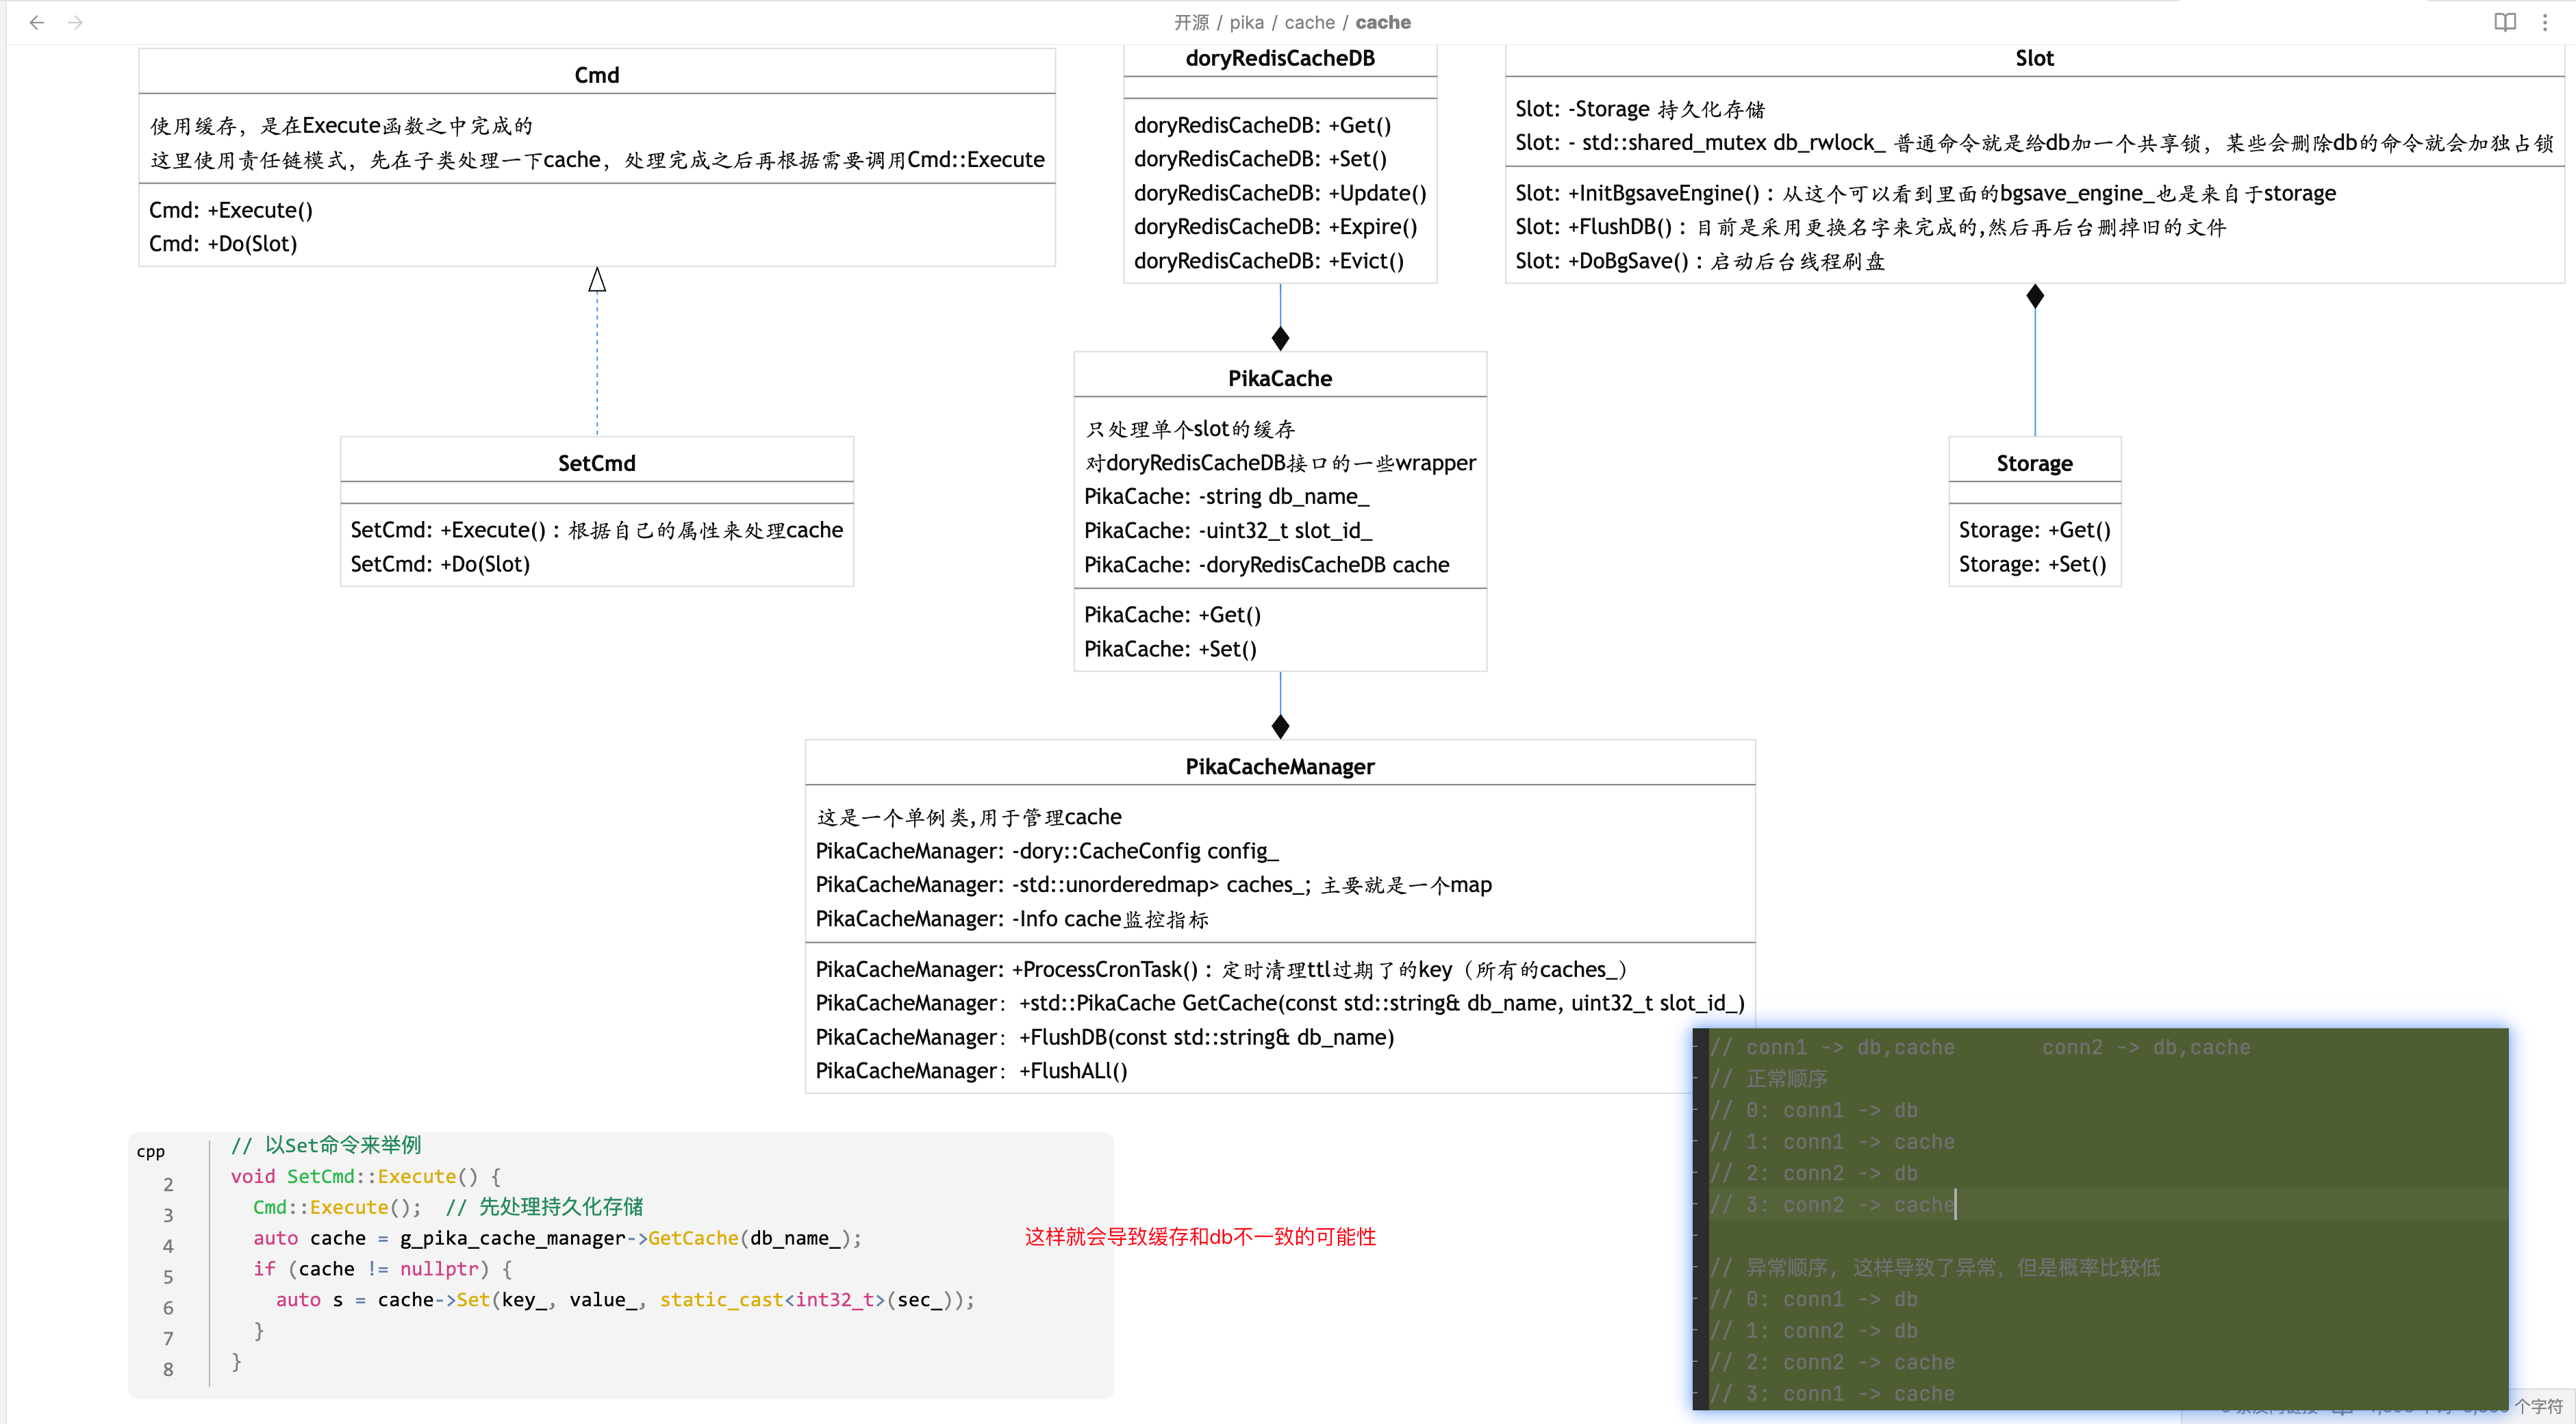 开源 / pika / cache / cache
Cmd
使用缓存，是在Execute函数之中完成的
这里使用责任链模式，先在子类处理一下cache，处理完成之后再根据需要调用Cmd::Execute
Cmd: +Execute()
Cmd: +Do(Slot)
doryRedisCacheDB
doryRedisCacheDB: +Get()
doryRedisCacheDB: +Set()
doryRedisCacheDB: +Update()
doryRedisCacheDB: +Expire()
doryRedisCacheDB: +Evict()
Slot
Slot: -Storage 持久化存储
Slot: - std::shared_mutex db_rwlock_ 普通命令就是给db加一个共享锁，某些会删除db的命令就会加独占锁
Slot: +InitBgsaveEngine() : 从这个可以看到里面的bgsave_engine_也是来自于storage
Slot: +FlushDB() : 目前是采用更换名字来完成的,然后再后台删掉旧的文件
Slot: +DoBgSave() : 启动后台线程刷盘
SetCmd
SetCmd: +Execute() : 根据自己的属性来处理cache
SetCmd: +Do(Slot)
PikaCache
只处理单个slot的缓存
对doryRedisCacheDB接口的一些wrapper
PikaCache: -string db_name_
PikaCache: -uint32_t slot_id_
PikaCache: -doryRedisCacheDB cache
PikaCache: +Get()
PikaCache: +Set()
Storage
Storage: +Get()
Storage: +Set()
PikaCacheManager
这是一个单例类,用于管理cache
PikaCacheManager: -dory::CacheConfig config_
PikaCacheManager: -std::unorderedmap> caches_; 主要就是一个map
PikaCacheManager: -Info cache监控指标
PikaCacheManager: +ProcessCronTask() : 定时清理ttl过期了的key（所有的caches_）
PikaCacheManager： +std::PikaCache GetCache(const std::string& db_name, uint32_t slot_id_)
PikaCacheManager： +FlushDB(const std::string& db_name)
PikaCacheManager： +FlushALl()
cpp
// 以Set命令来举例
2 void SetCmd::Execute() {
3 Cmd::Execute(); // 先处理持久化存储
4 auto cache = g_pika_cache_manager->GetCache(db_name_);
5 if (cache != nullptr) {
6 auto s = cache->Set(key_, value_, static_cast<int32_t>(sec_));
7 }
8 }
这样就会导致缓存和db不一致的可能性
// conn1 -> db,cache conn2 -> db,cache
// 正常顺序
// 0: conn1 -> db
// 1: conn1 -> cache
// 2: conn2 -> db
// 3: conn2 -> cache
// 异常顺序, 这样导致了异常，但是概率比较低
// 0: conn1 -> db
// 1: conn2 -> db
// 2: conn2 -> cache
// 3: conn1 -> cache
个字符